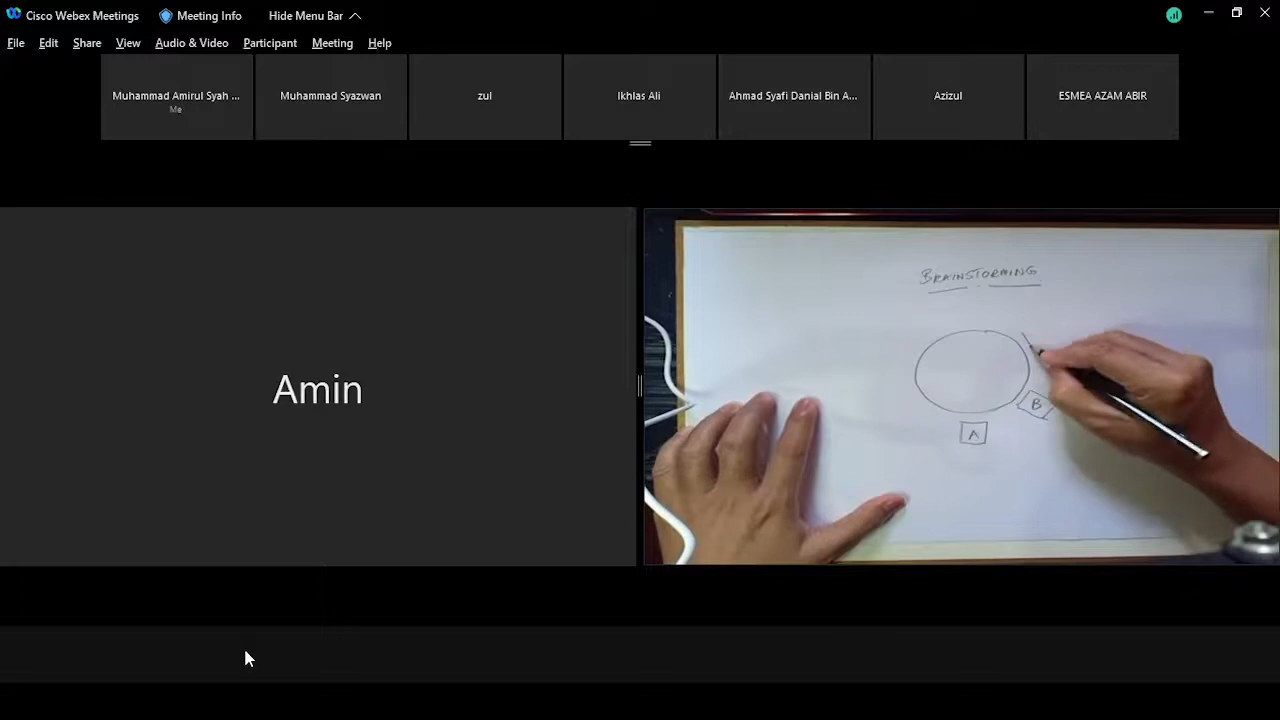 Cisco Webex Meetings
Meeting Info
Hide Menu Bar
File Edit Share View Audio & Video Participant Meeting Help
Muhammad Amirul Syah ...
Me
Muhammad Syazwan
zul
Ikhlas Ali
Ahmad Syafi Danial Bin A...
Azizul
ESMEA AZAM ABIR
Amin
BRAINSTORMING
B
A